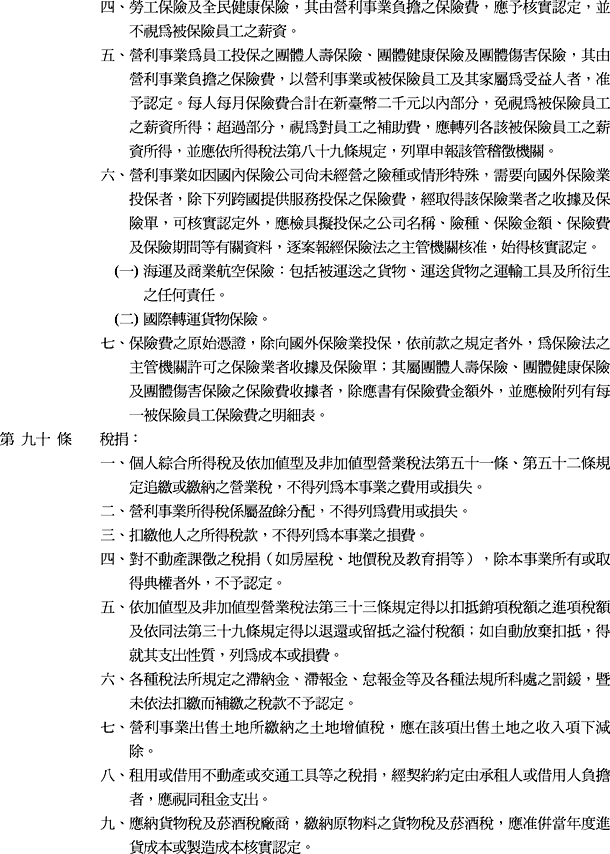 四、勞工保險及全民健康保險，其由營利事業負擔之保險費，應予核實認定，並
不視為被保險員工之薪資。
五、營利事業為員工投保之團體人壽保險、團體健康保險及團體傷害保險，其由
營利事業負擔之保險費，以營利事業或被保險員工及其家屬為受益人者，准
予認定。每人每月保險費合計在新臺幣二千元以內部分，免視為被保險員工
之薪資所得；超過部分，視為對員工之補助費，應轉列各該被保險員工之薪
資所得，並應依所得稅法第八十九條規定，列單申報該管稽徵機關。
六、營利事業如因國內保險公司尚未經營之險種或情形特殊，需要向國外保險業
投保者，除下列跨國提供服務投保之保險費，經取得該保險業者之收據及保
險單，可核實認定外，應檢具擬投保之公司名稱、險種、保險金額、保險費
及保險期間等有關資料，逐案報經保險法之主管機關核准，始得核實認定。
(一) 海運及商業航空保險：包括被運送之貨物、運送貨物之運輸工具及所衍生
之任何責任。
(二) 國際轉運貨物保險。
七、保險費之原始憑證，除向國外保險業投保，依前款之規定者外，為保險法之
主管機關許可之保險業者收據及保險單；其屬團體人壽保險、團體健康保險
及團體傷害保險之保險費收據者，除應書有保險費金額外，並應檢附列有每
一被保險員工保險費之明細表。
第 九十 條 稅捐：
一、個人綜合所得稅及依加值型及非加值型營業稅法第五十一條、第五十二條規
定追繳或繳納之營業稅，不得列為本事業之費用或損失。
二、營利事業所得稅係屬盈餘分配，不得列為費用或損失。
三、扣繳他人之所得稅款，不得列為本事業之損費。
四、對不動產課徵之稅捐（如房屋稅、地價稅及教育捐等），除本事業所有或取
得典權者外，不予認定。
五、依加值型及非加值型營業稅法第三十三條規定得以扣抵銷項稅額之進項稅額
及依同法第三十九條規定得以退還或留抵之溢付稅額；如自動放棄扣抵，得
就其支出性質，列為成本或損費。
六、各種稅法所規定之滯納金、滯報金、怠報金等及各種法規所科處之罰鍰，暨
未依法扣繳而補繳之稅款不予認定。
七、營利事業出售土地所繳納之土地增值稅，應在該項出售土地之收入項下減
除。
八、租用或借用不動產或交通工具等之稅捐，經契約約定由承租人或借用人負擔
者，應視同租金支出。
九、應納貨物稅及菸酒稅廠商，繳納原物料之貨物稅及菸酒稅，應准併當年度進
貨成本或製造成本核實認定。